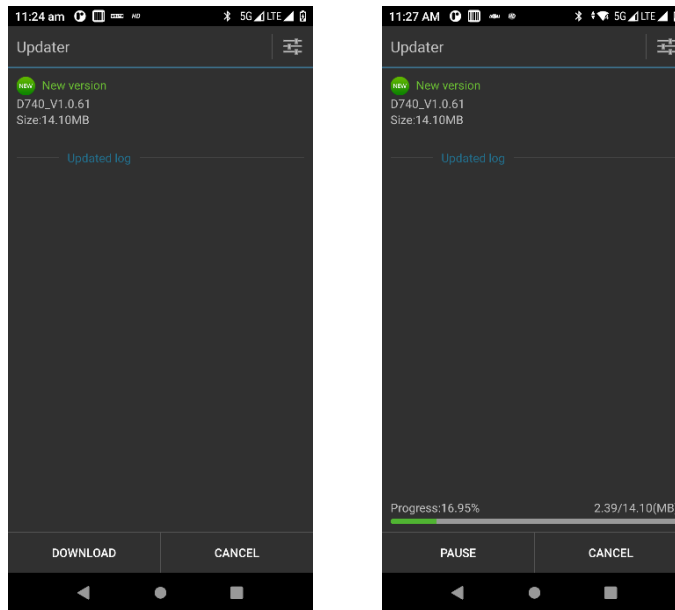 11:24 am HD 5G LTE
Updater
NEW New version
D740_V1.0.61
Size:14.10MB
Updated log
DOWNLOAD CANCEL
11:27 AM 5G LTE
Updater
NEW New version
D740_V1.0.61
Size:14.10MB
Updated log
Progress:16.95% 2.39/14.10(MB)
PAUSE CANCEL